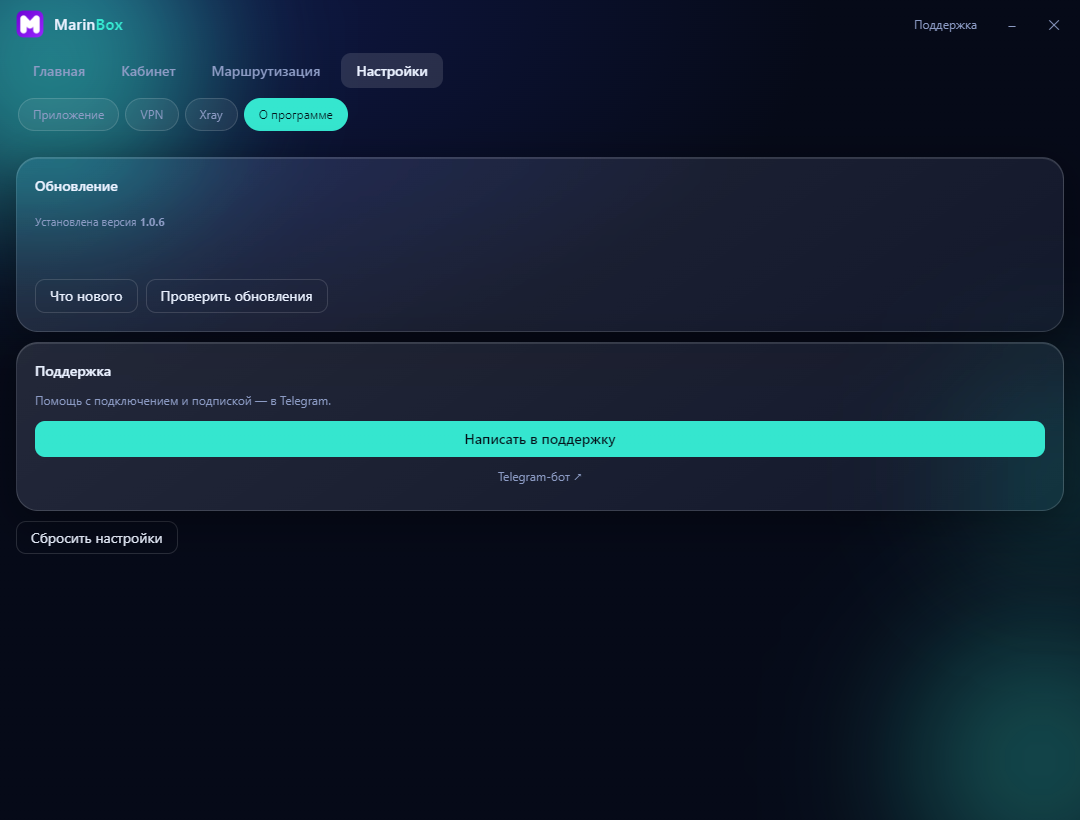 MarinBox
Поддержка
Главная Кабинет Маршрутизация Настройки
Приложение VPN Xray О программе
Обновление
Установлена версия 1.0.6
Что нового Проверить обновления
Поддержка
Помощь с подключением и подпиской — в Telegram.
Написать в поддержку
Telegram-бот ↗
Сбросить настройки